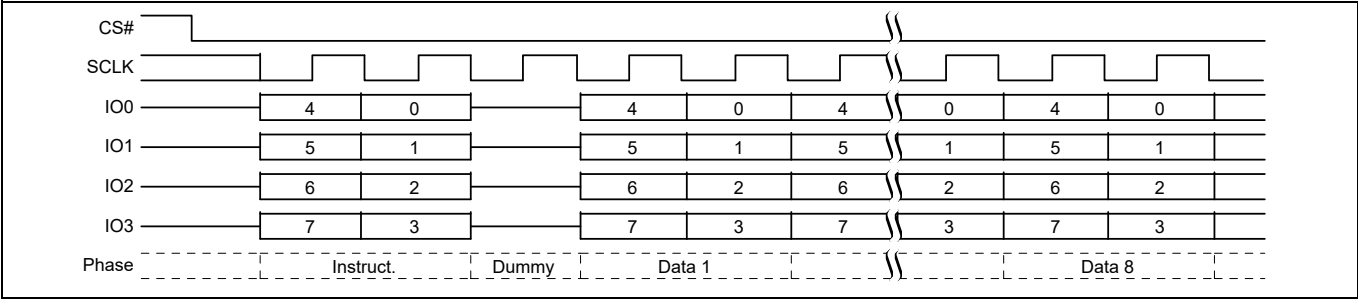 CS#
SCLK
IO0 4 0 4 0 4 0 4 0
IO1 5 1 5 1 5 1 5 1
IO2 6 2 6 2 6 2 6 2
IO3 7 3 7 3 7 3 7 3
Phase Instruct. Dummy Data 1 Data 8